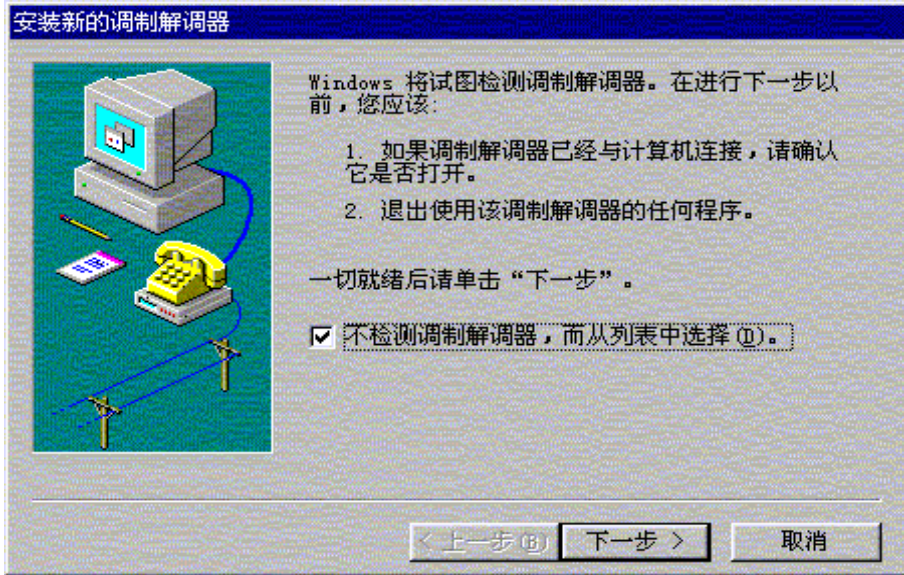 安装新的调制解调器
Windows 将试图检测调制解调器。在进行下一步以
前，您应该:
1. 如果调制解调器已经与计算机连接，请确认
它是否打开。
2. 退出使用该调制解调器的任何程序。
一切就绪后请单击“下一步”。
不检测调制解调器，而从列表中选择(D)。
< 上一步(B) 下一步 > 取消